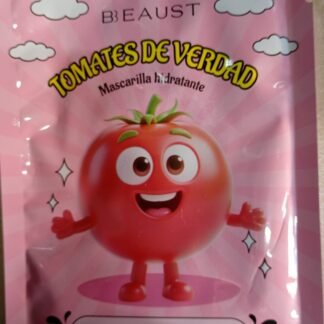 BEAUST
TOMATES DE VERDAD
Mascarilla hidratante